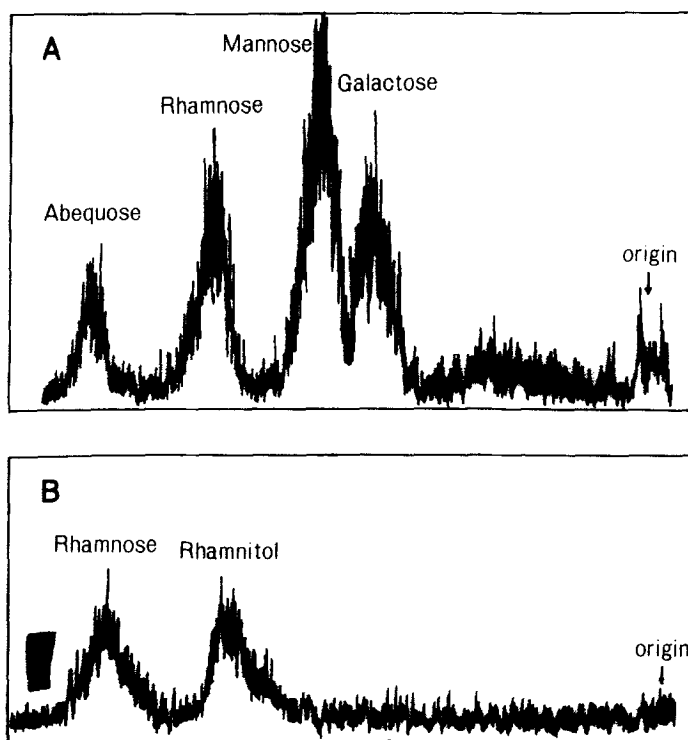 A
Mannose
Galactose
Rhamnose
Abequose
origin
B
Rhamnose
Rhamnitol
origin